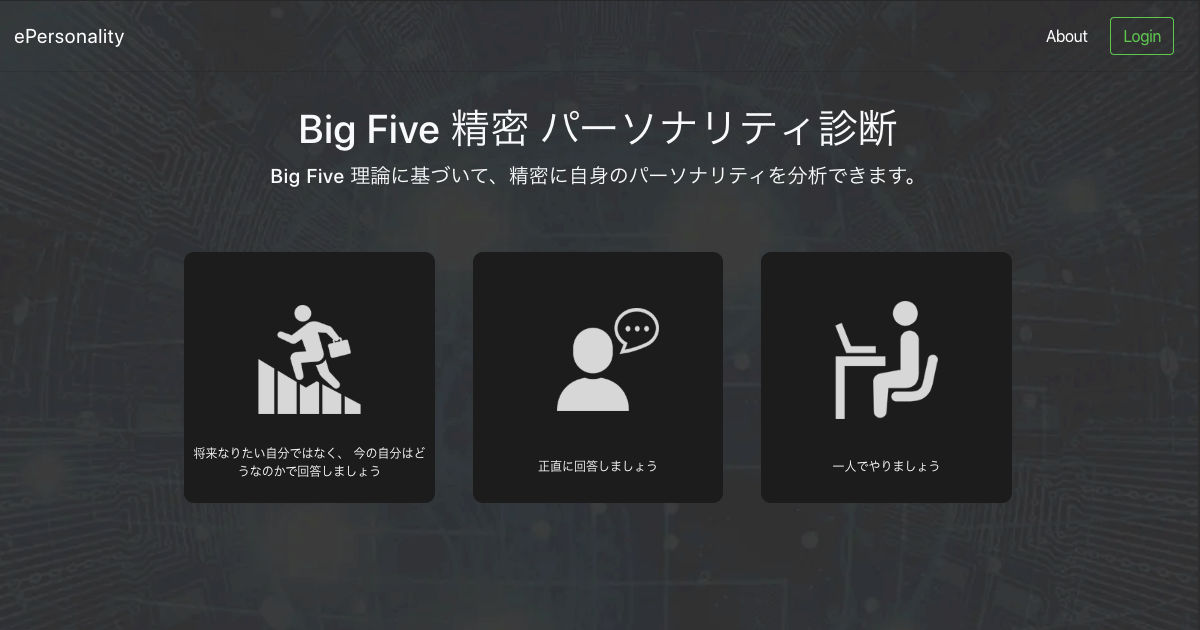 ePersonality
About
Login
Big Five 精密 パーソナリティ診断
Big Five 理論に基づいて、精密に自身のパーソナリティを分析できます。
将来なりたい自分ではなく、 今の自分はど
うなのかで回答しましょう
正直に回答しましょう
一人でやりましょう